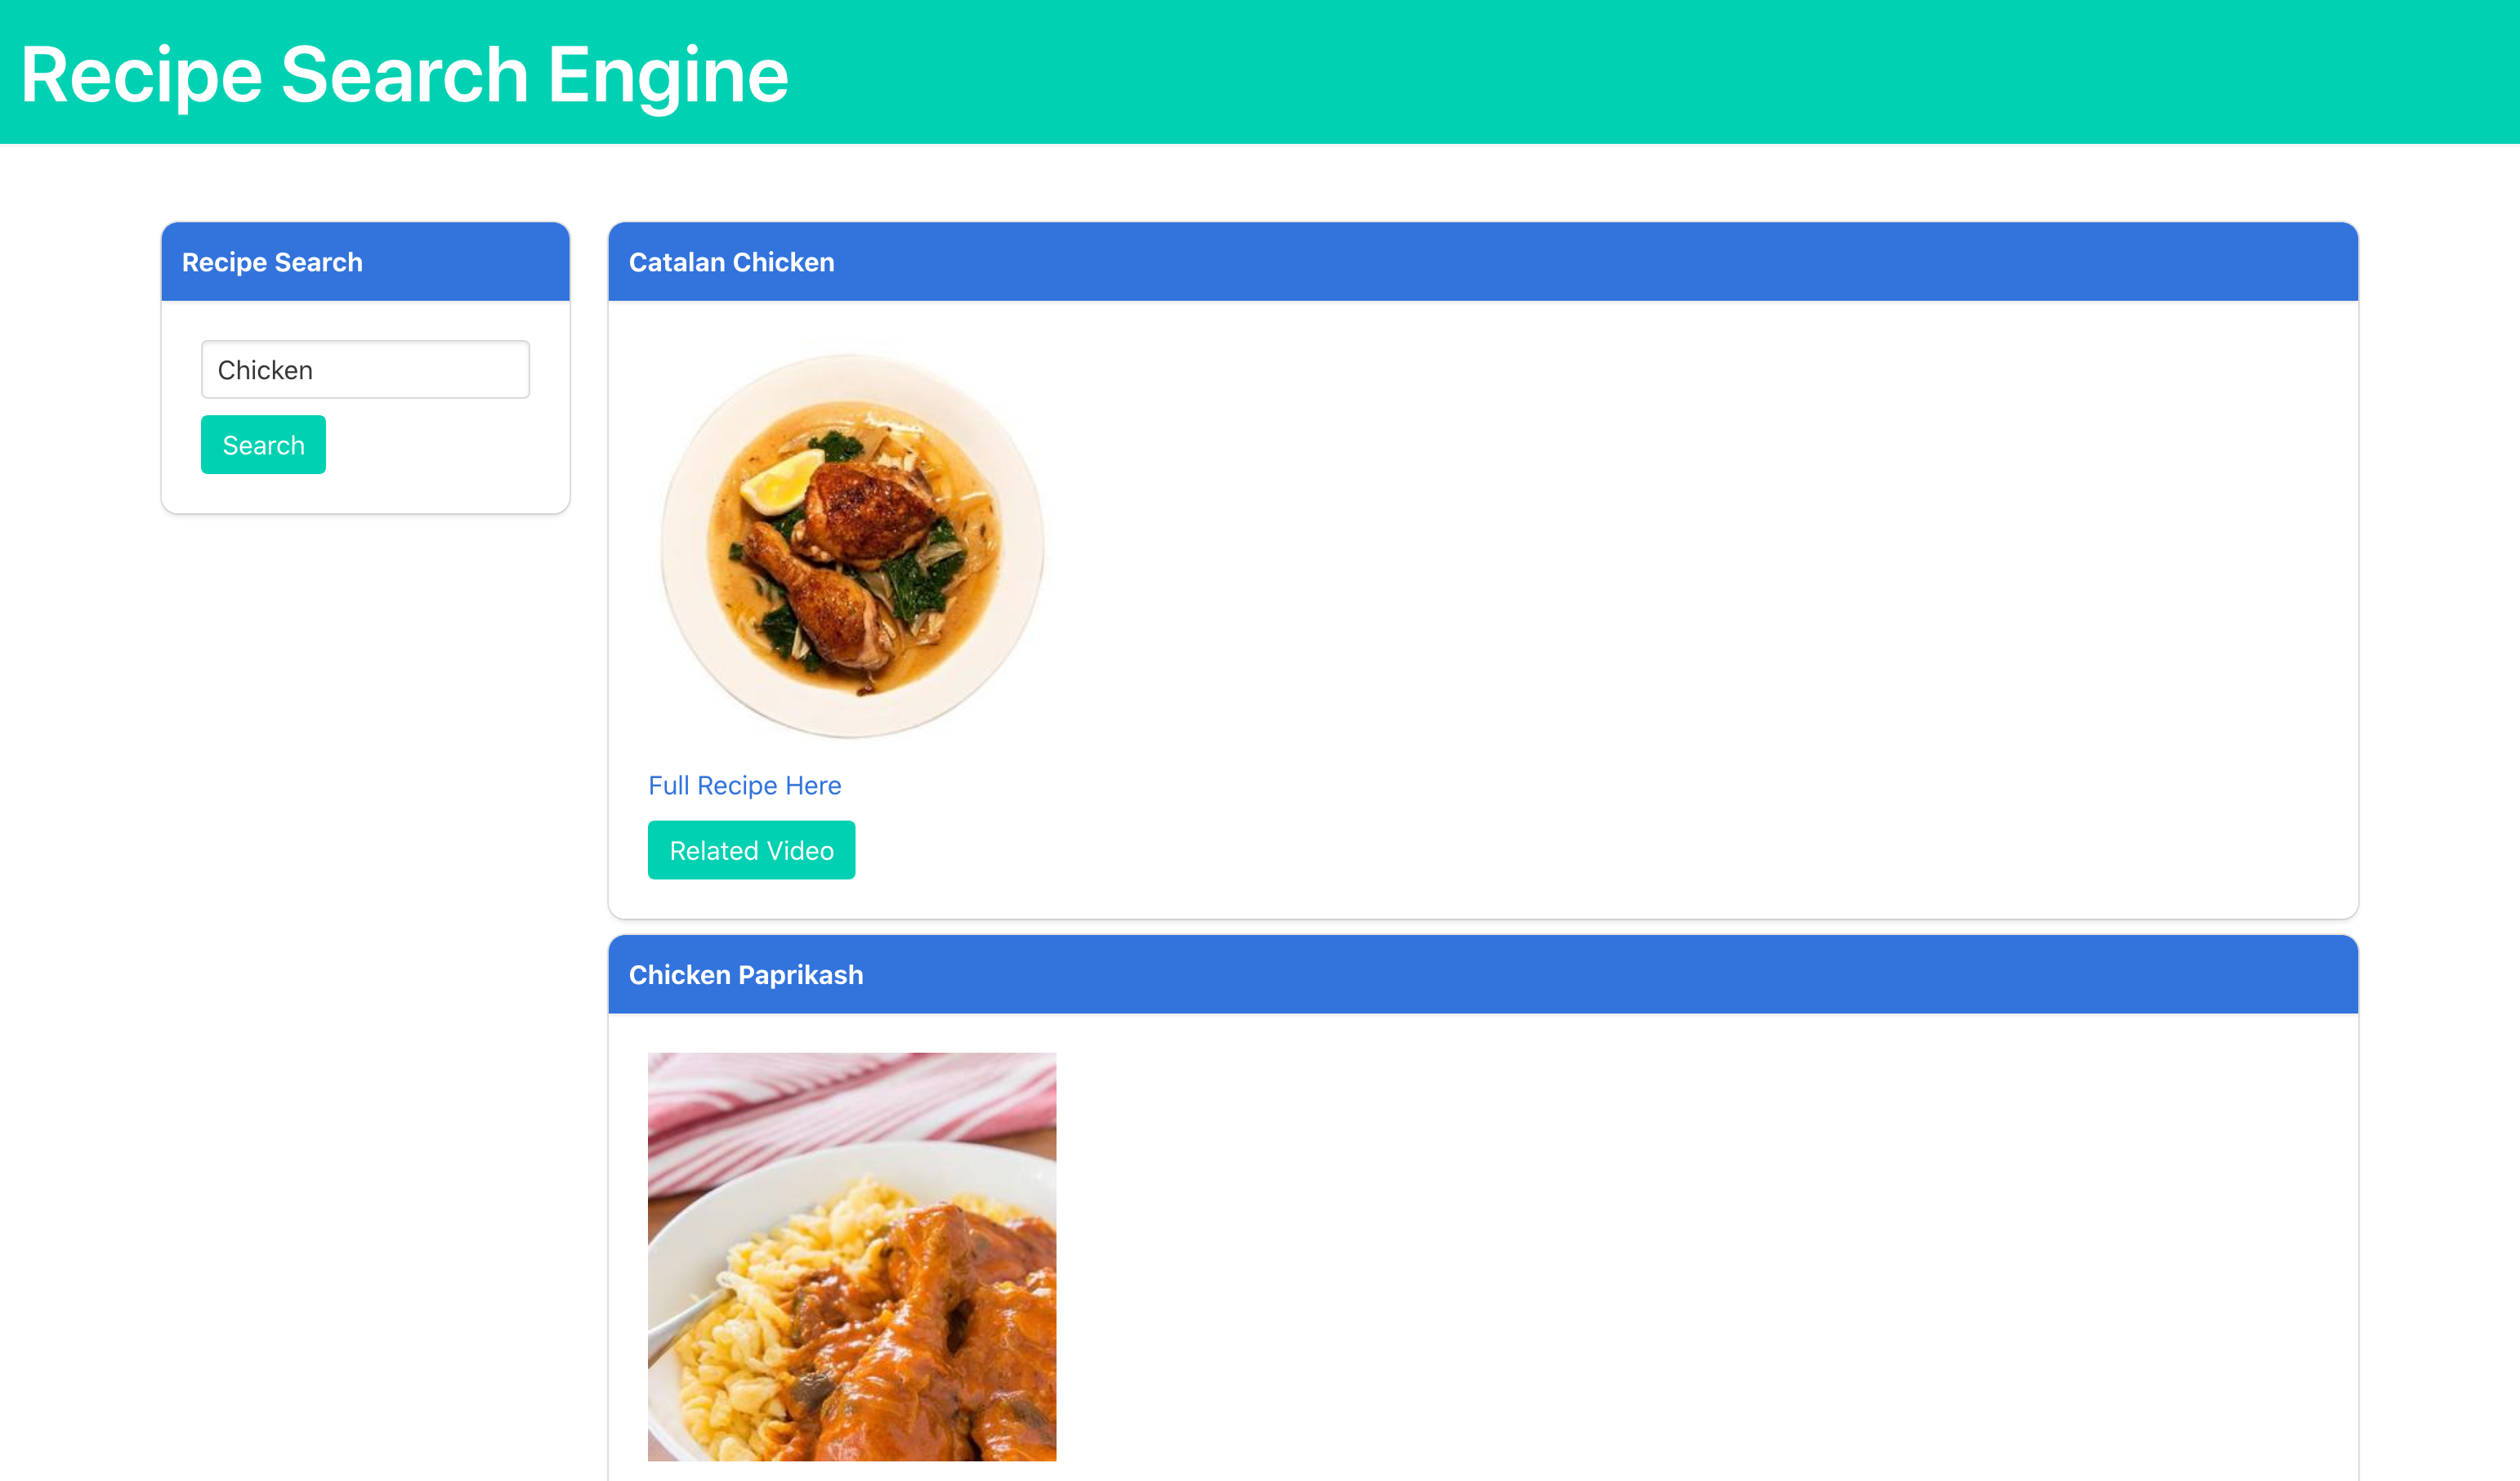 Recipe Search Engine
Recipe Search
Chicken
Search
Catalan Chicken
Full Recipe Here
Related Video
Chicken Paprikash